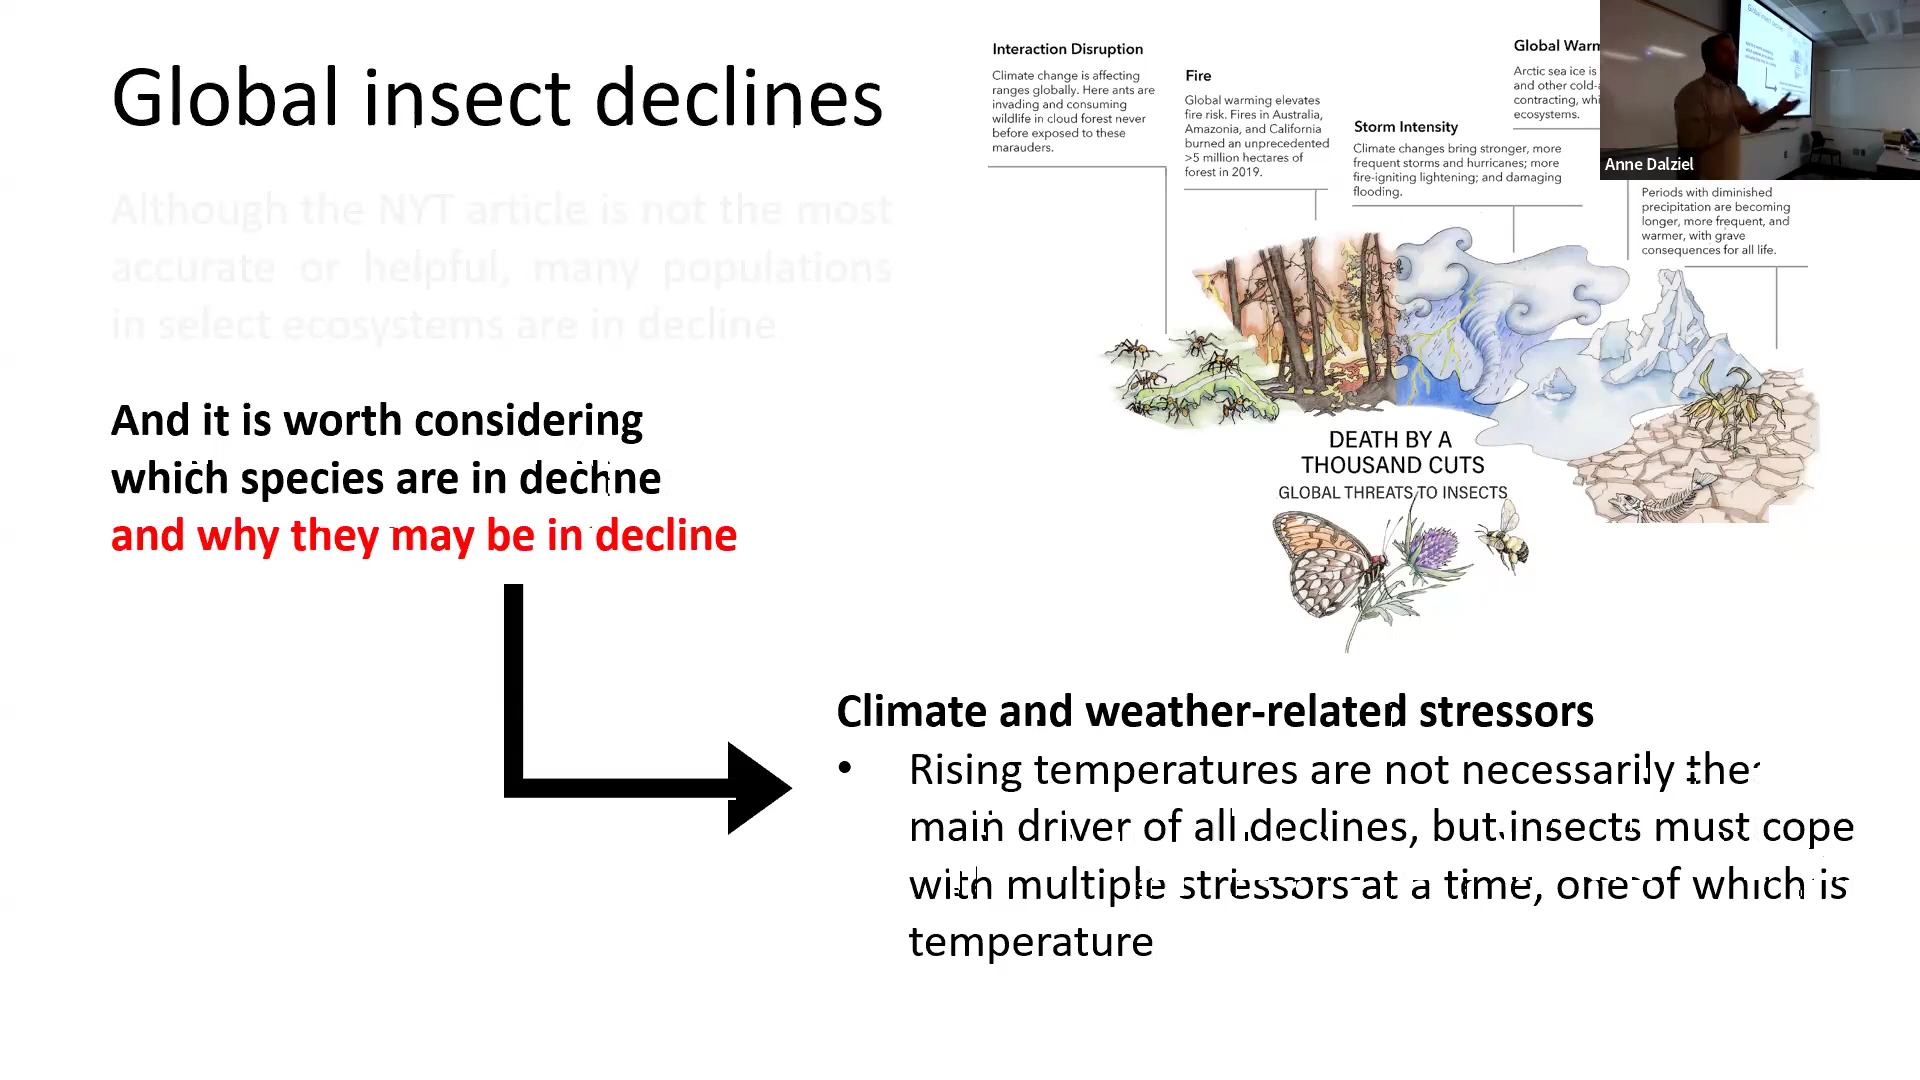 Global insect declines
Although the NYT article is not the most
accurate or helpful, many populations
in select ecosystems are in decline
And it is worth considering
which species are in decline
and why they may be in decline
Interaction Disruption
Climate change is affecting
ranges globally. Here ants are
invading and consuming
wildlife in cloud forest never
before exposed to these
marauders.
Fire
Global warming elevates
fire risk. Fires in Australia,
Amazonia, and California
burned an unprecedented
>5 million hectares of
forest in 2019.
Storm Intensity
Climate changes bring stronger, more
frequent storms and hurricanes; more
fire-igniting lightening; and damaging
flooding.
Global Warm
Arctic sea ice is
and other cold-
contracting, whi
ecosystems.
Anne Dalziel
Periods with diminished
precipitation are becoming
longer, more frequent, and
warmer, with grave
consequences for all life.
DEATH BY A
THOUSAND CUTS
GLOBAL THREATS TO INSECTS
Climate and weather-related stressors
• Rising temperatures are not necessarily the
main driver of all declines, but insects must cope
with multiple stressors at a time, one of which is
temperature